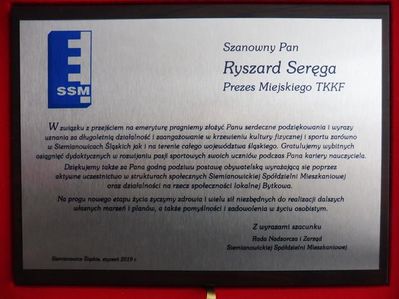 SSM
Szanowny Pan
Ryszard Seręga
Prezes Miejskiego TKKF
W związku z przejściem na emeryturę pragniemy złożyć Panu serdeczne podziękowania i wyrazy
uznania za długoletnią działalność i zaangażowanie w krzewieniu kultury fizycznej i sportu zarówno
w Siemianowicach Śląskich jak i na terenie całego województwa śląskiego. Gratulujemy wybitnych
osiągnięć dydaktycznych w rozwijaniu pasji sportowych swoich uczniów podczas Pana kariery nauczyciela.
Dziękujemy także za Pana godną podziwu postawę obywatelską wyrażającą się poprzez
aktywne uczestnictwo w strukturach społecznych Siemianowickiej Spółdzielni Mieszkaniowej
oraz działalności na rzecz społeczności lokalnej Bytkowa.
Na progu nowego etapu życia życzymy zdrowia i wielu sił niezbędnych do realizacji dalszych
własnych marzeń i planów, a także pomyślności i zadowolenia w życiu osobistym.
Z wyrazami szacunku
Rada Nadzorcza i Zarząd
Siemianowickiej Spółdzielni Mieszkaniowej
Siemianowice Śląskie, styczeń 2019 r.